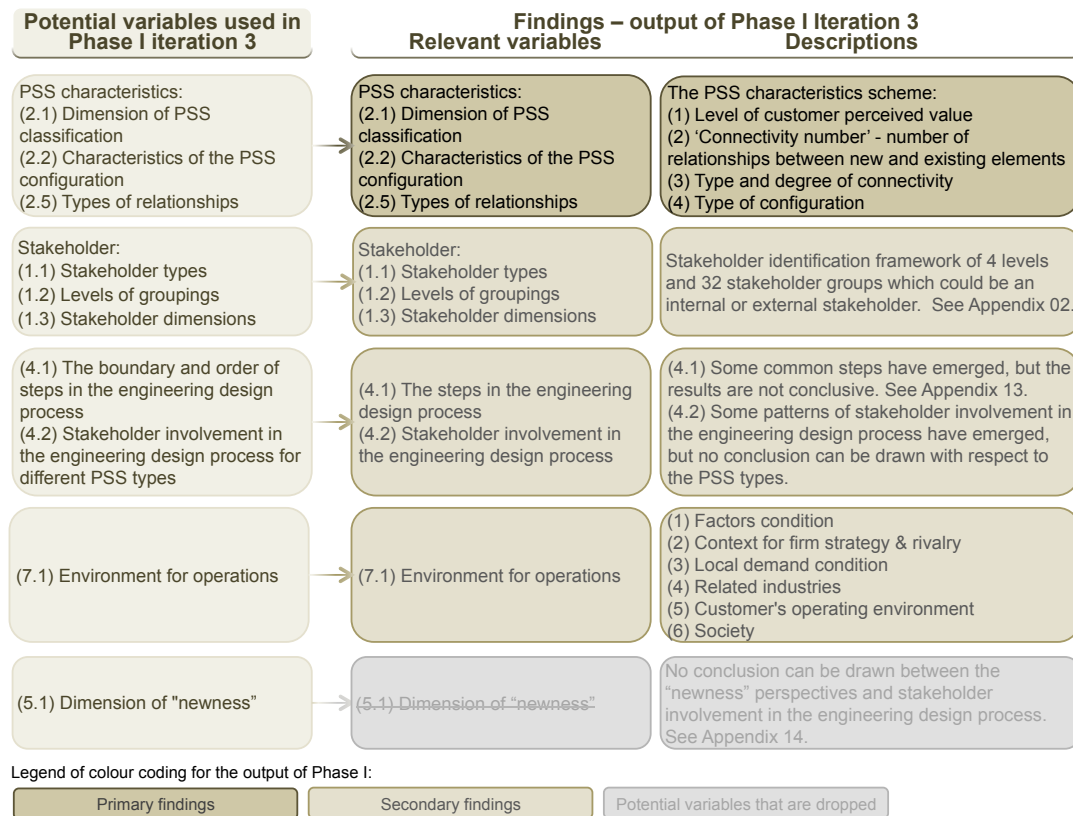 Potential variables used in
Phase I iteration 3
Findings – output of Phase I Iteration 3
Relevant variables
Descriptions
PSS characteristics:
(2.1) Dimension of PSS
classification
(2.2) Characteristics of the PSS
configuration
(2.5) Types of relationships
PSS characteristics:
(2.1) Dimension of PSS
classification
(2.2) Characteristics of the PSS
configuration
(2.5) Types of relationships
The PSS characteristics scheme:
(1) Level of customer perceived value
(2) ‘Connectivity number’ - number of
relationships between new and existing elements
(3) Type and degree of connectivity
(4) Type of configuration
Stakeholder:
(1.1) Stakeholder types
(1.2) Levels of groupings
(1.3) Stakeholder dimensions
Stakeholder:
(1.1) Stakeholder types
(1.2) Levels of groupings
(1.3) Stakeholder dimensions
Stakeholder identification framework of 4 levels
and 32 stakeholder groups which could be an
internal or external stakeholder.  See Appendix 02.
(4.1) The boundary and order of
steps in the engineering design
process
(4.2) Stakeholder involvement in
the engineering design process for
different PSS types
(4.1) The steps in the engineering
design process
(4.2) Stakeholder involvement in
the engineering design process
(4.1) Some common steps have emerged, but the
results are not conclusive. See Appendix 13.
(4.2) Some patterns of stakeholder involvement in
the engineering design process have emerged,
but no conclusion can be drawn with respect to
the PSS types.
(7.1) Environment for operations
(7.1) Environment for operations
(1) Factors condition
(2) Context for firm strategy & rivalry
(3) Local demand condition
(4) Related industries
(5) Customer's operating environment
(6) Society
(5.1) Dimension of "newness”
(5.1) Dimension of “newness”
No conclusion can be drawn between the
“newness” perspectives and stakeholder
involvement in the engineering design process.
See Appendix 14.
Legend of colour coding for the output of Phase I:
Primary findings
Secondary findings
Potential variables that are dropped